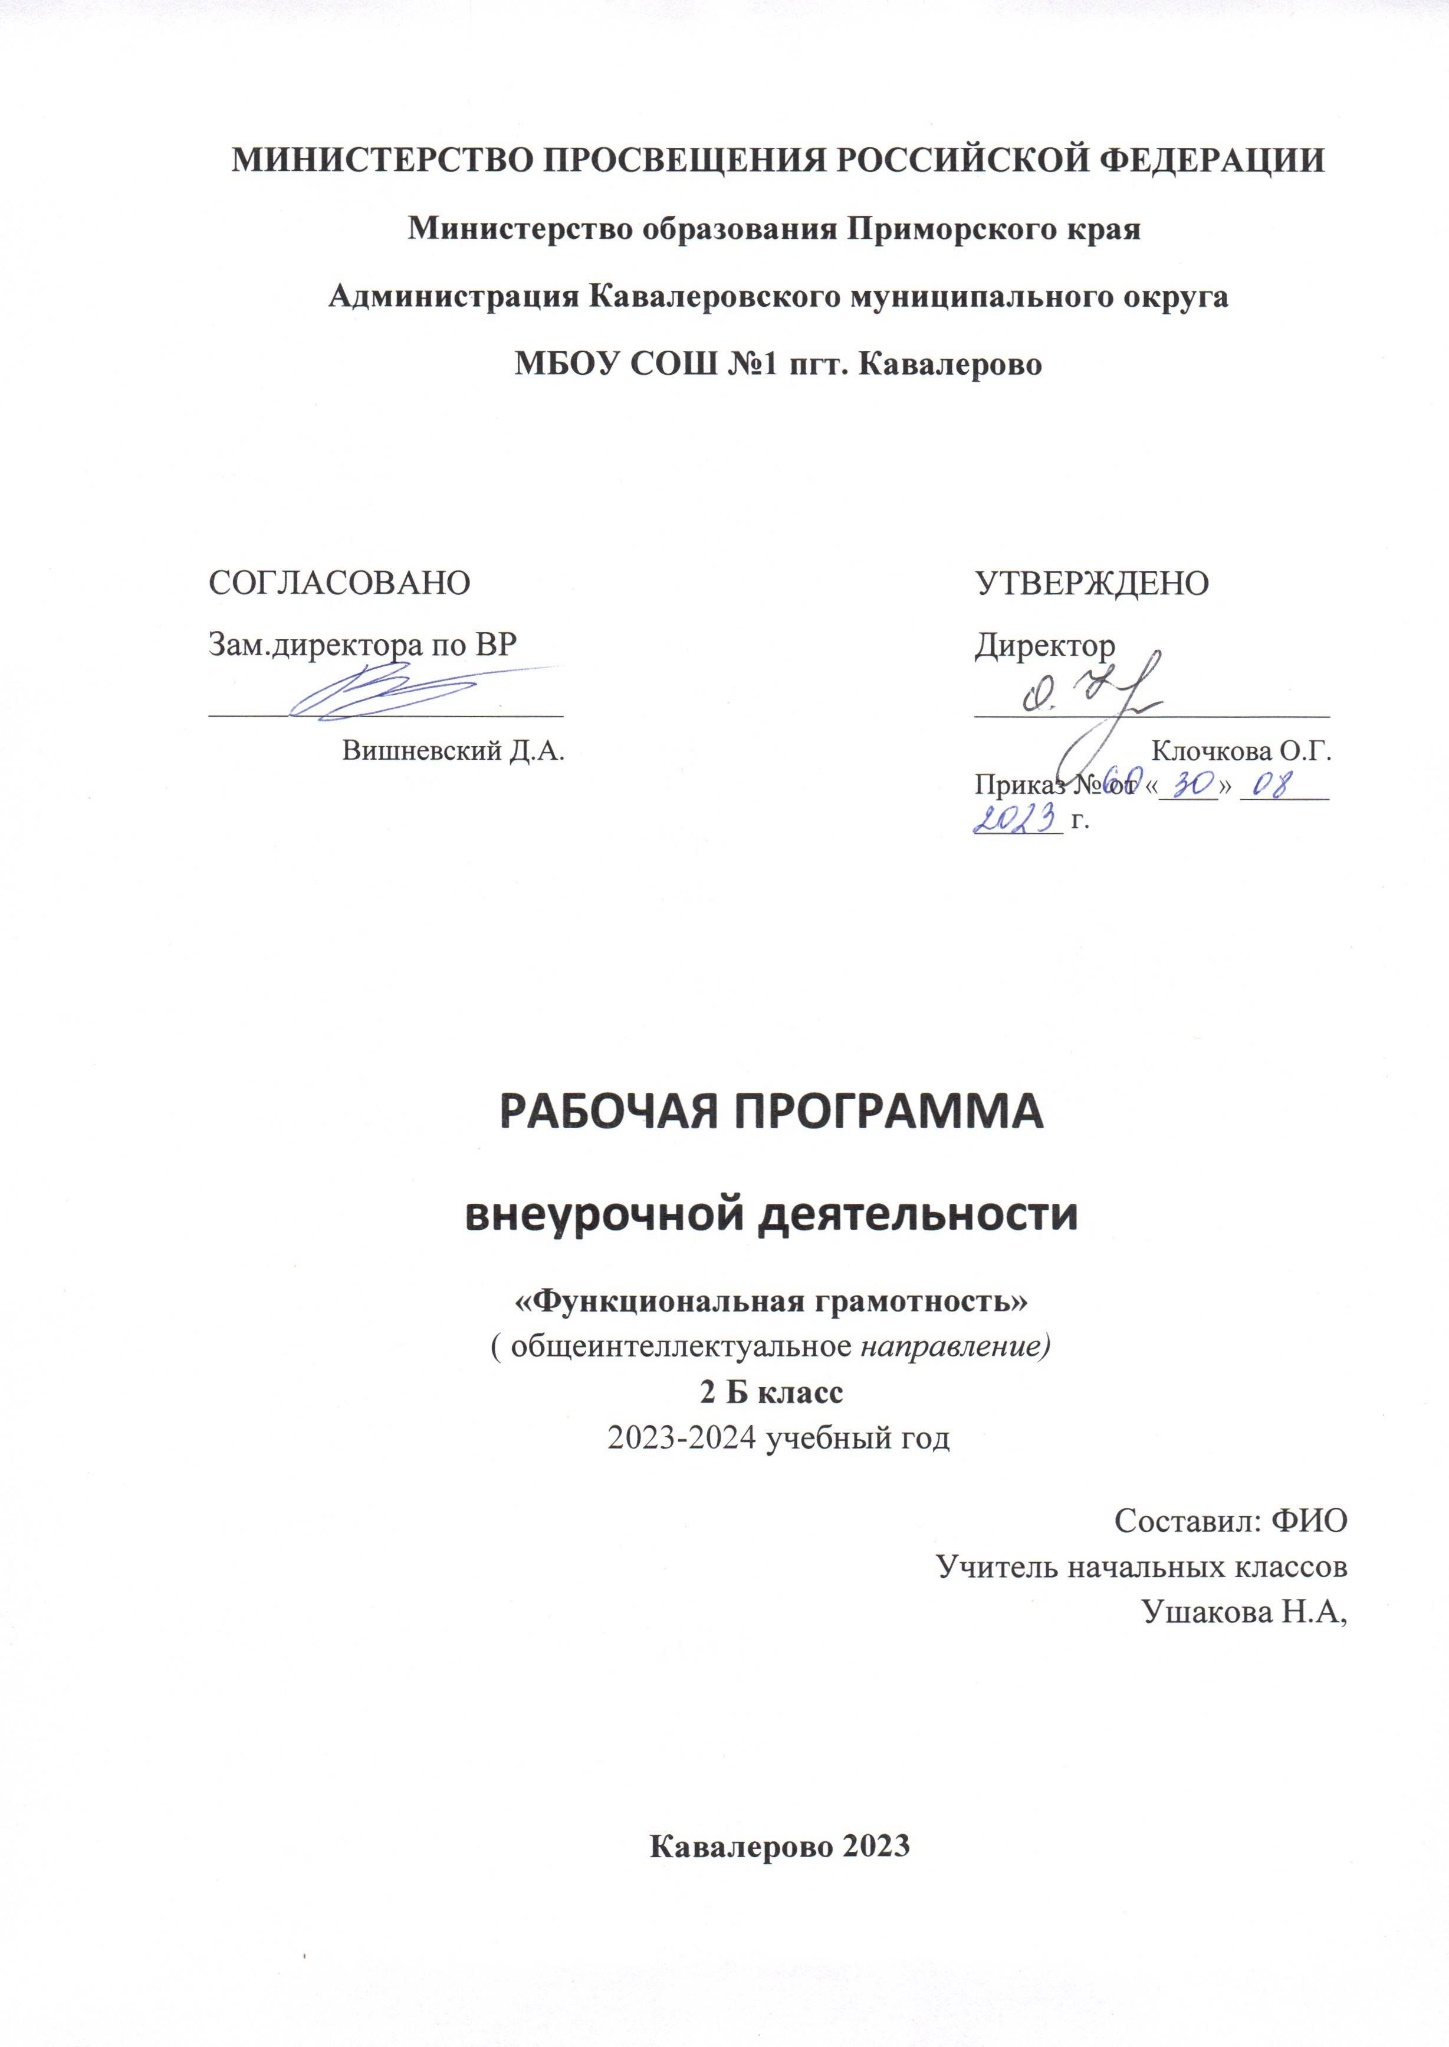 МИНИСТЕРСТВО ПРОСВЕЩЕНИЯ РОССИЙСКОЙ ФЕДЕРАЦИИ
Министерство образования Приморского края
Администрация Кавалеровского муниципального округа
МБОУ СОШ №1 пгт. Кавалерово
СОГЛАСОВАНО
Зам.директора по ВР
Вишневский Д.А.
УТВЕРЖДЕНО
Директор
Клочкова О.Г.
Приказ № 60 от «30» 08
2023 г.
РАБОЧАЯ ПРОГРАММА
внеурочной деятельности
«Функциональная грамотность»
( общеинтеллектуальное направление)
2 Б класс
2023-2024 учебный год
Составил: ФИО
Учитель начальных классов
Ушакова Н.А,
Кавалерово 2023